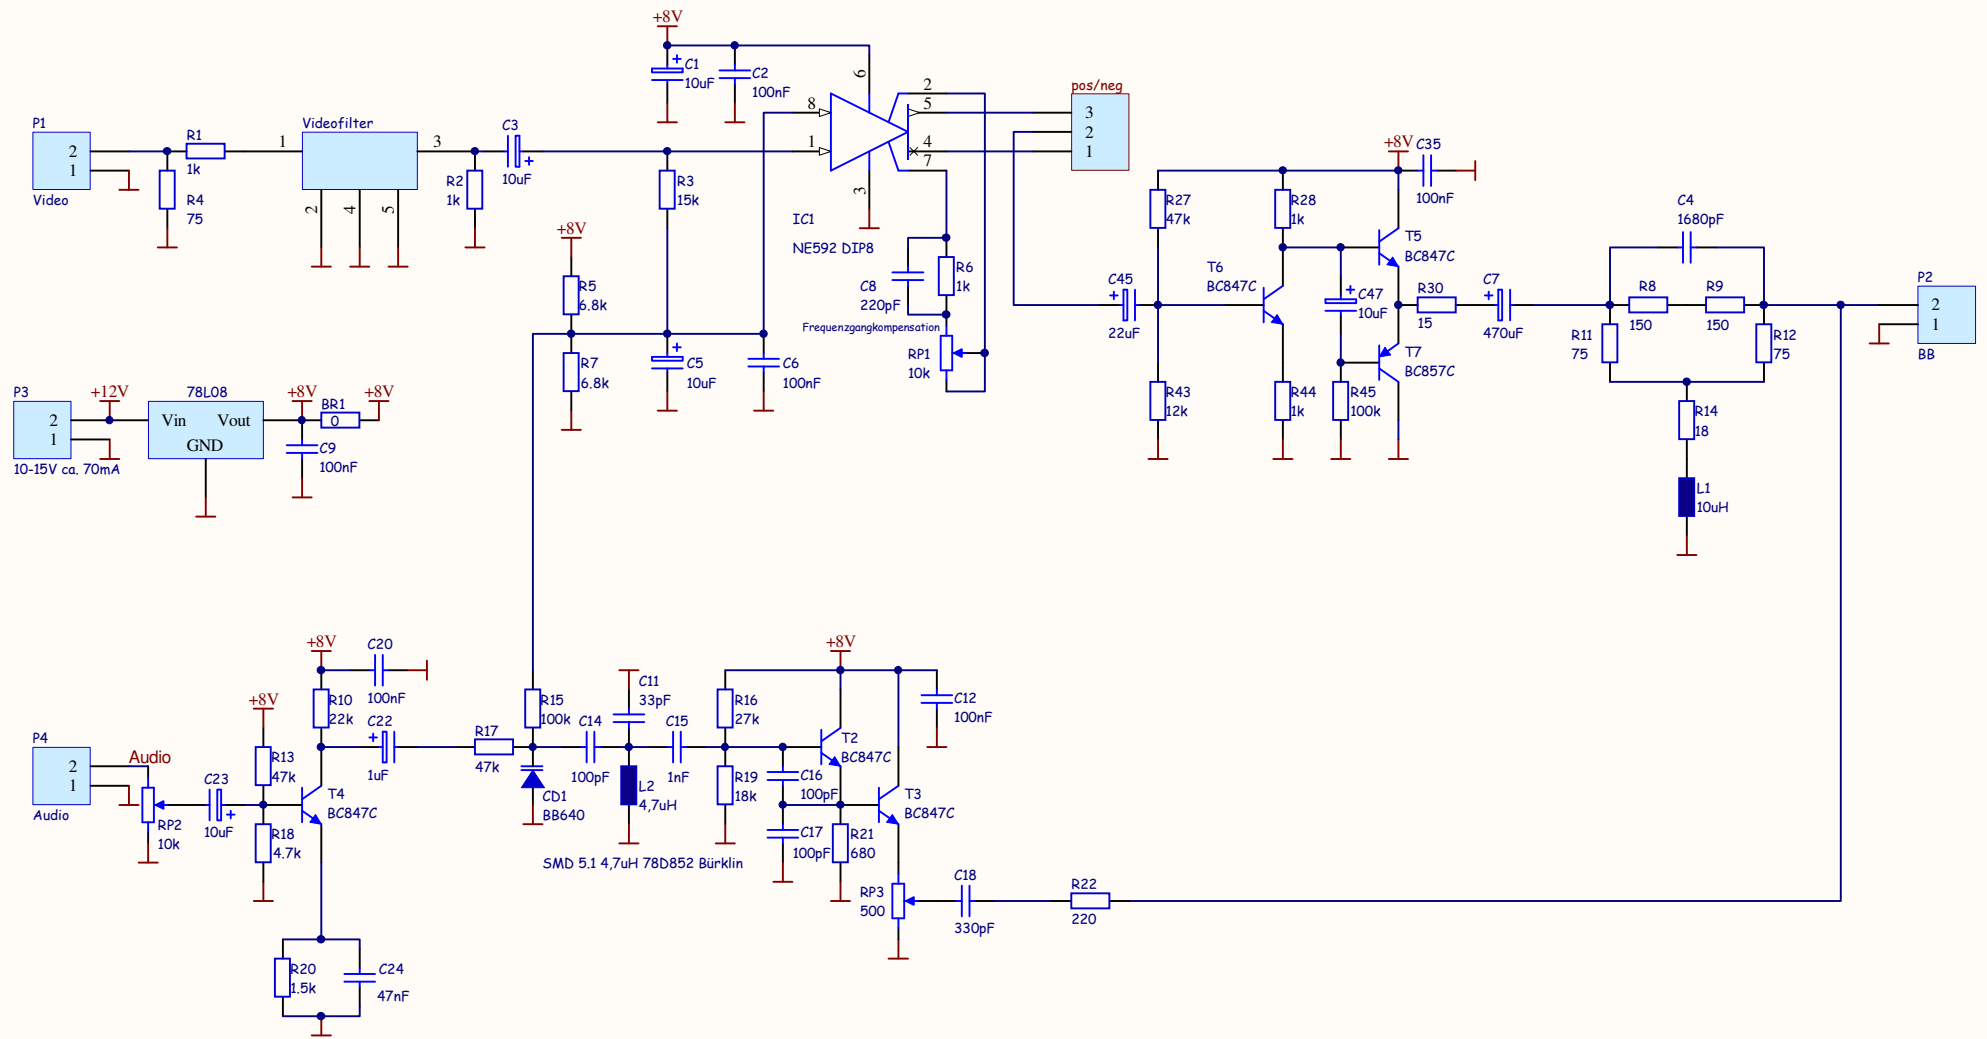 +8V
C1
10uF
C2
100nF
6
8
1
2
5
4
7
3
IC1
NE592 DIP8
pos/neg
3
2
1
P1
2
1
Video
R1
1k
R4
75
1
Videofilter
3
2
4
5
R2
1k
C3
10uF
R3
15k
+8V
R5
6.8k
R7
6.8k
C5
10uF
C6
100nF
C8
220pF
R6
1k
Frequenzgangkompensation
RP1
10k
C45
22uF
R27
47k
R43
12k
T6
BC847C
R28
1k
R44
1k
+8V
C35
100nF
T5
BC847C
C47
10uF
R45
100k
T7
BC857C
R30
15
C7
470uF
C4
1680pF
R8
150
R9
150
R11
75
R12
75
R14
18
L1
10uH
P2
2
1
BB
P3
2
1
10-15V ca. 70mA
+12V
78L08
Vin
Vout
GND
+8V
BR1
0
+8V
C9
100nF
P4
2
1
Audio
Audio
RP2
10k
C23
10uF
+8V
R13
47k
R18
4.7k
+8V
C20
100nF
R10
22k
C22
1uF
T4
BC847C
R20
1.5k
C24
47nF
R17
47k
R15
100k
CD1
BB640
C14
100pF
C11
33pF
L2
4,7uH
C15
1nF
SMD 5.1 4,7uH 78D852 Bürklin
R16
27k
R19
18k
C16
100pF
C17
100pF
+8V
T2
BC847C
R21
680
C12
100nF
T3
BC847C
RP3
500
C18
330pF
R22
220